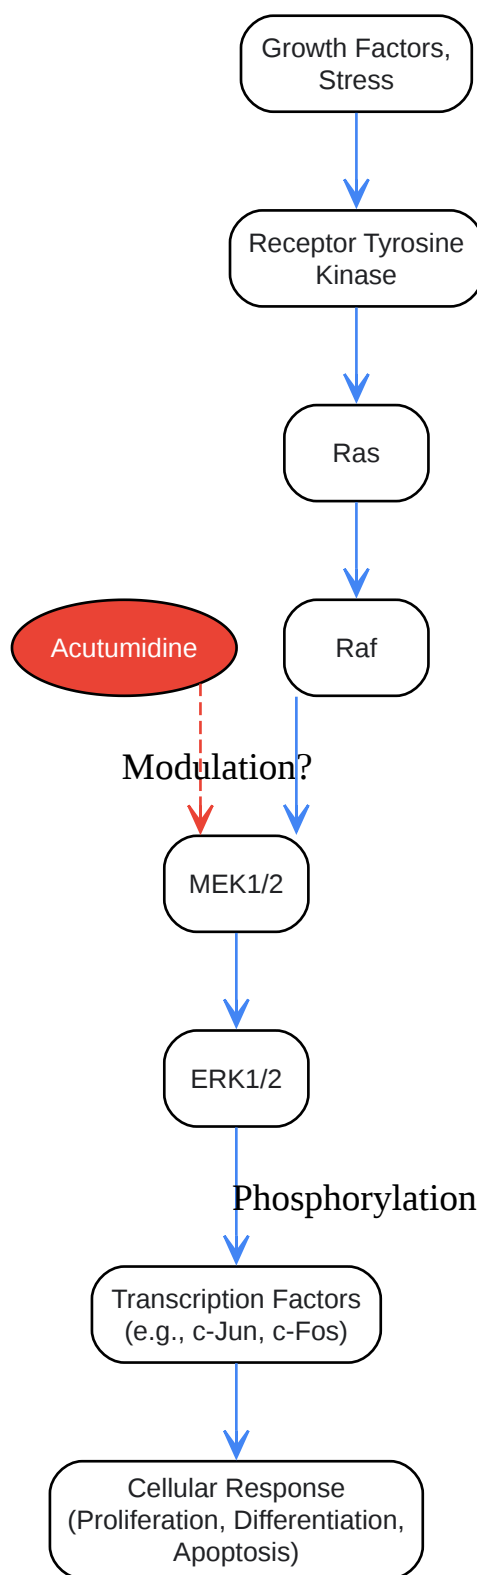 Growth Factors,
Stress
Receptor Tyrosine
Kinase
Ras
Acutumidine
Raf
Modulation?
MEK1/2
ERK1/2
Phosphorylation
Transcription Factors
(e.g., c-Jun, c-Fos)
Cellular Response
(Proliferation, Differentiation,
Apoptosis)